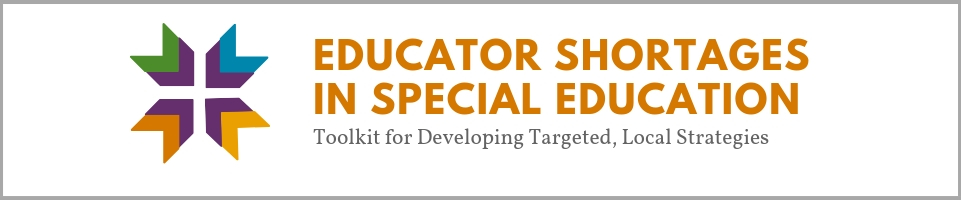 EDUCATOR SHORTAGES
IN SPECIAL EDUCATION
Toolkit for Developing Targeted, Local Strategies